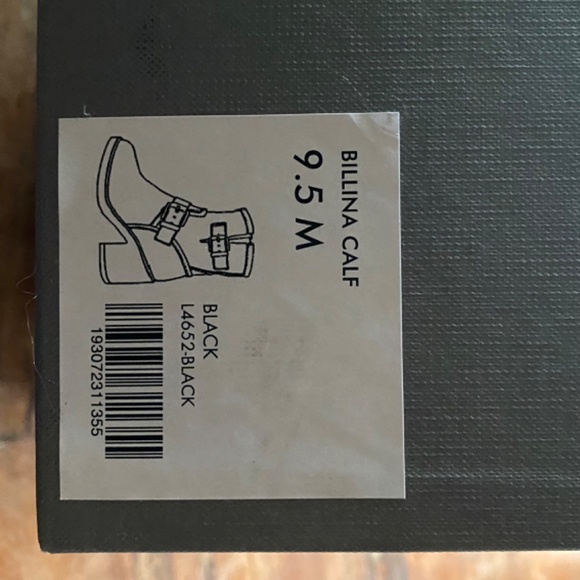 BILLINA CALF
9.5 M
BLACK
L4652-BLACK
193072311355